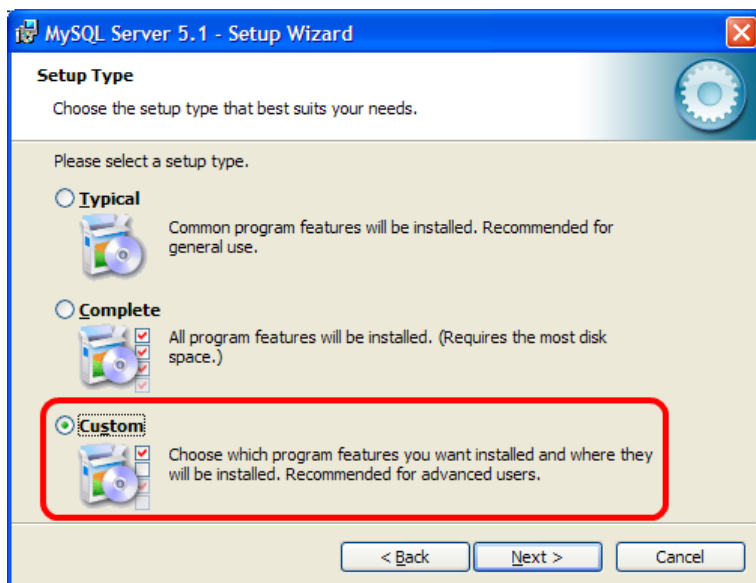 MySQL Server 5.1 - Setup Wizard
Setup Type
Choose the setup type that best suits your needs.
Please select a setup type.
Typical
Common program features will be installed. Recommended for
general use.
Complete
All program features will be installed. (Requires the most disk
space.)
Custom
Choose which program features you want installed and where they
will be installed. Recommended for advanced users.
< Back Next > Cancel